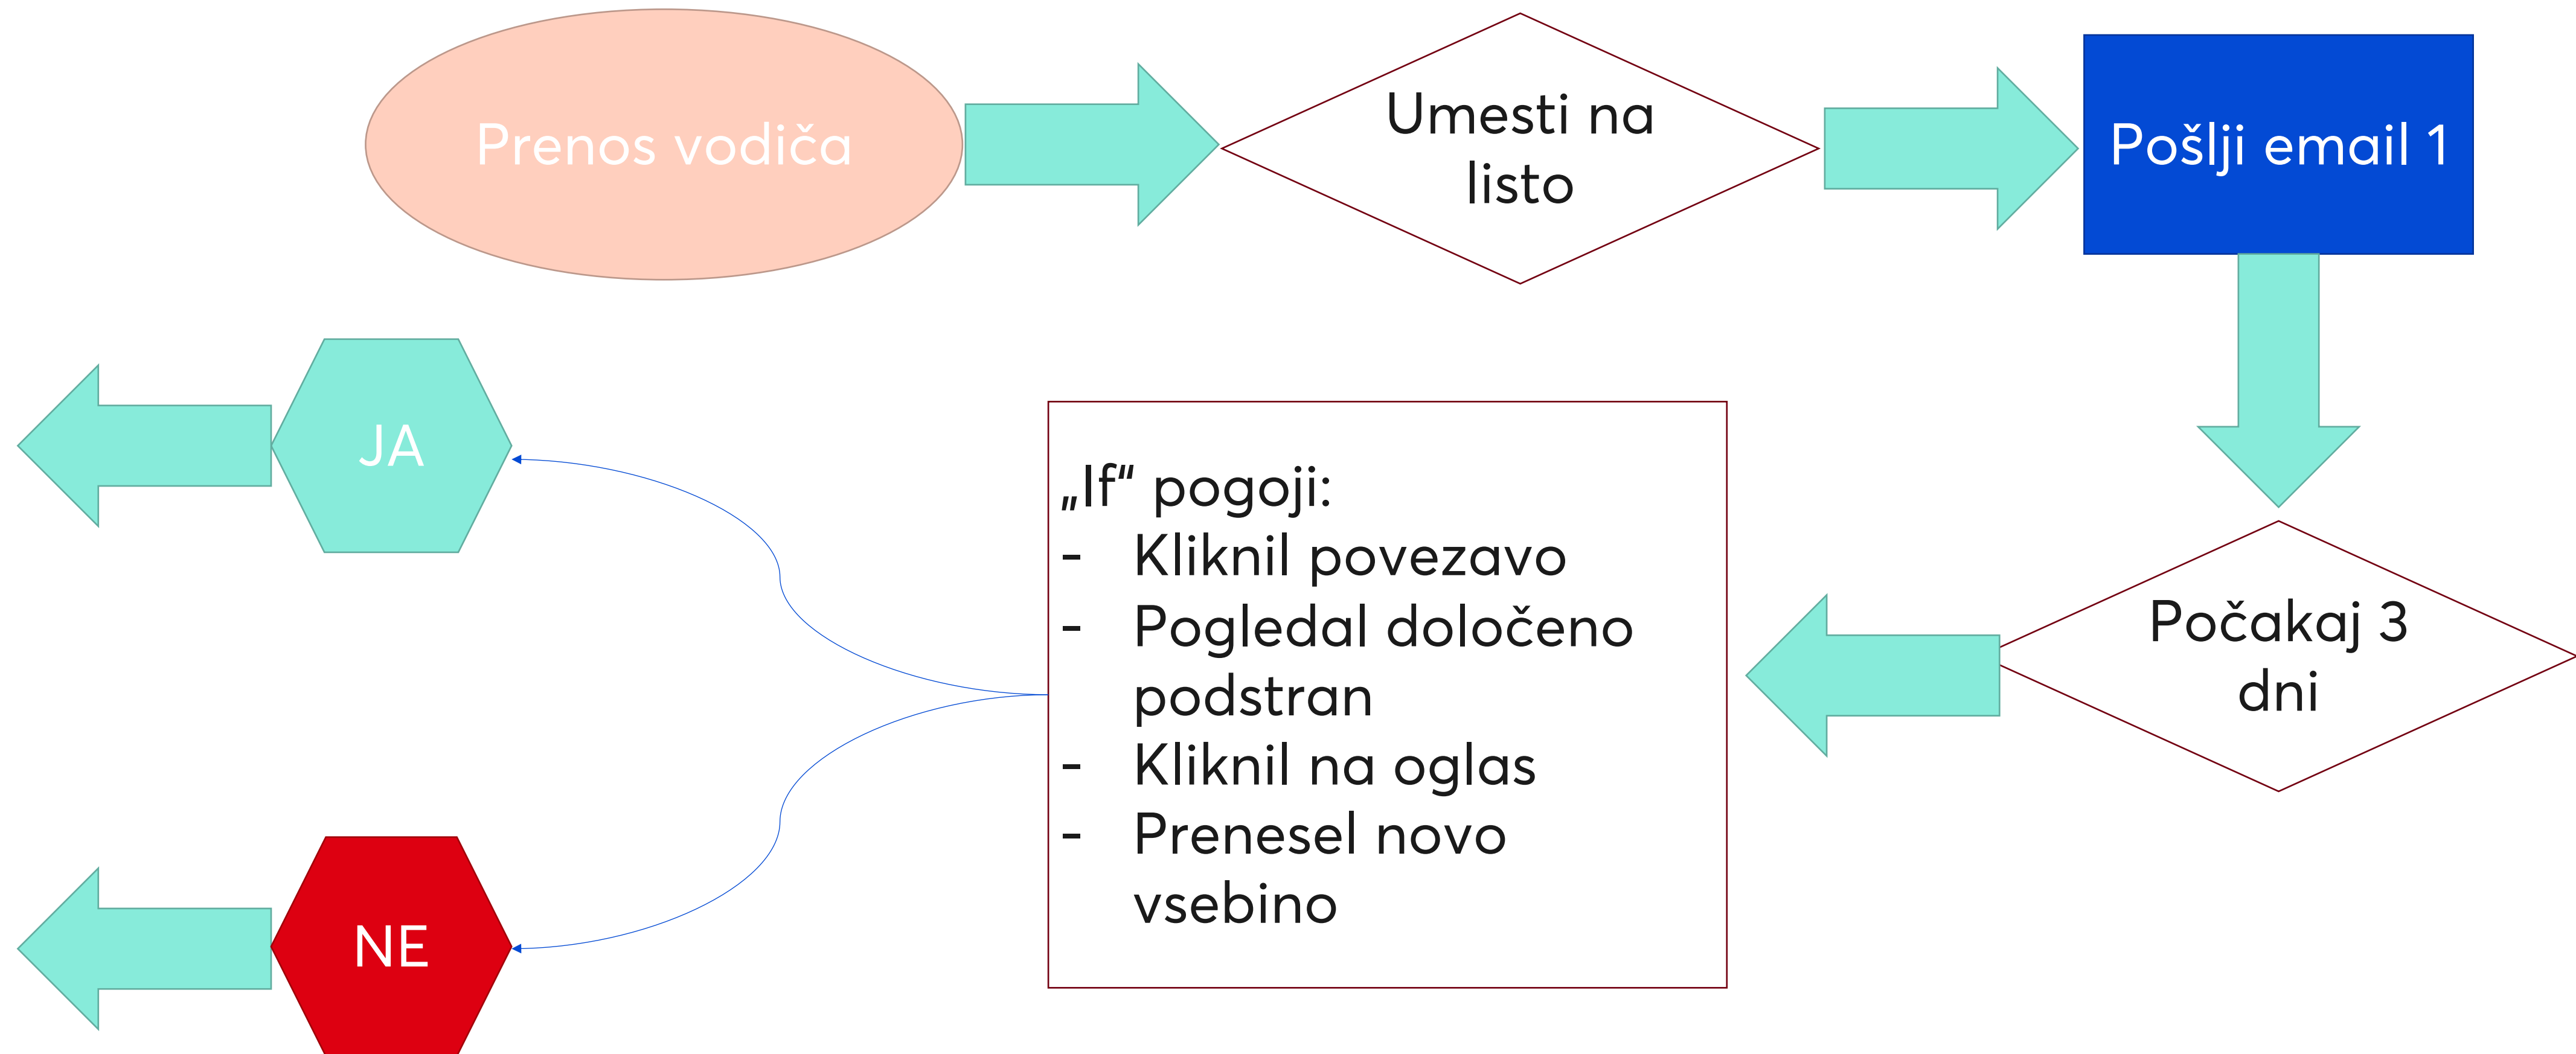 Prenos vodiča
Umesti na
listo
Pošlji email 1
Počakaj 3
dni
„If“ pogoji:
- Kliknil povezavo
- Pogledal določeno
podstran
- Kliknil na oglas
- Prenesel novo
vsebino
JA
NE